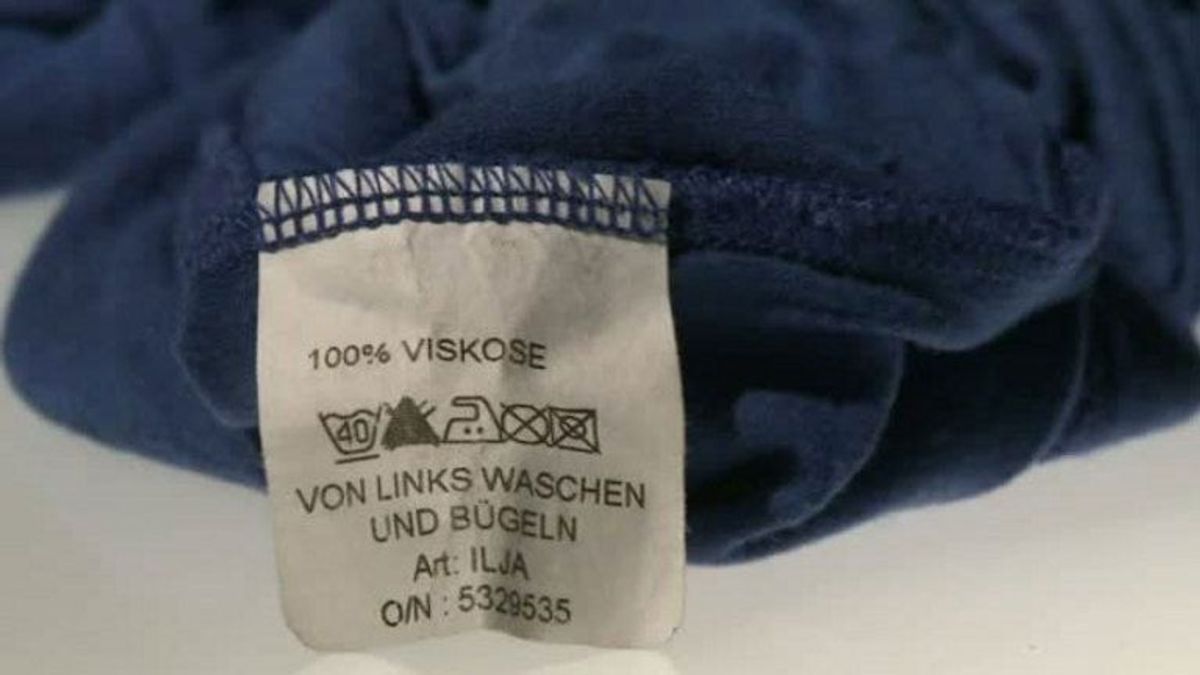 100% VISKOSE
40
VON LINKS WASCHEN
UND BÜGELN
Art: ILJA
O/N : 5329535